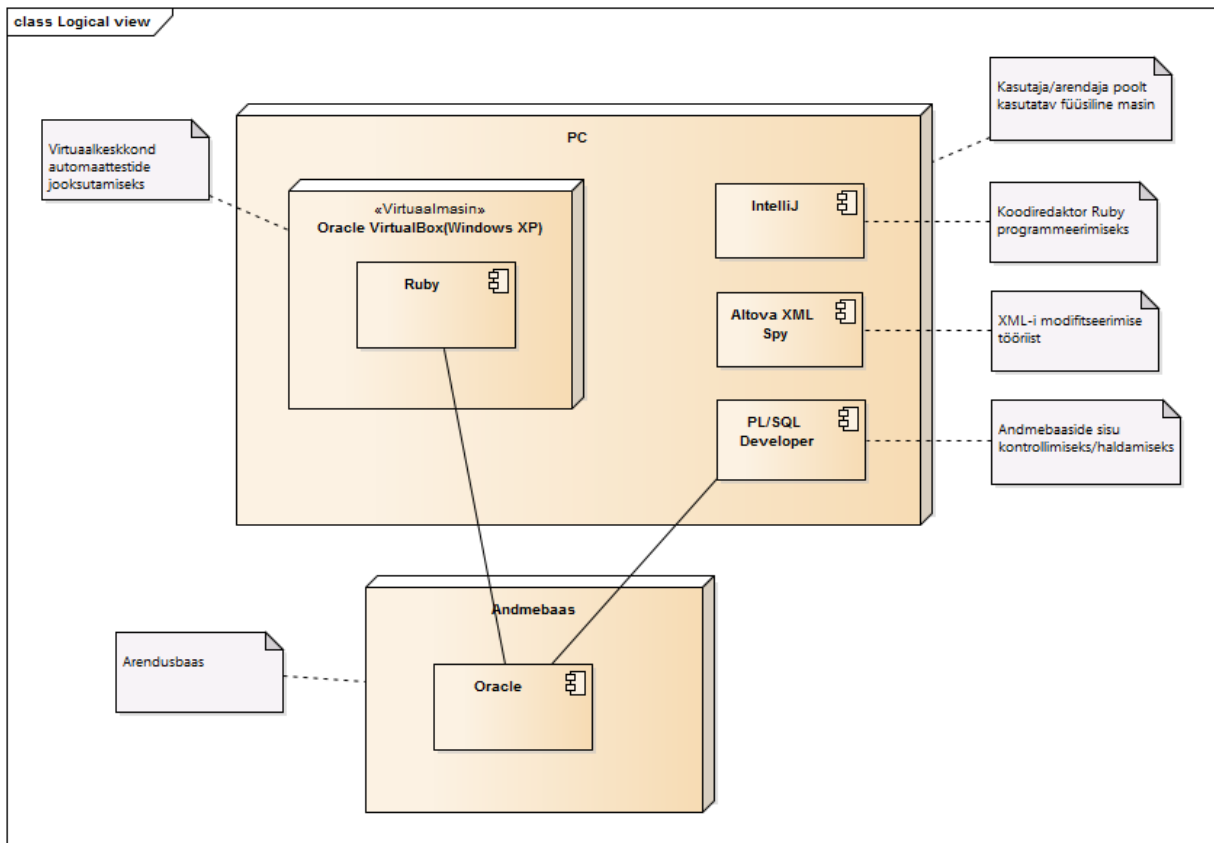 class Logical view
Kasutaja/arendaja poolt
kasutatav füüsiline masin
PC
Virtuaalkeskkond
automaattestide
jooksutamiseks
«Virtuaalmasin»
Oracle VirtualBox(Windows XP)
Ruby
IntelliJ
Koodiredaktor Ruby
programmeerimiseks
Altova XML
Spy
XML-i modifitseerimise
tööriist
PL/SQL
Developer
Andmebaaside sisu
kontrollimiseks/haldamiseks
Andmebaas
Arendusbaas
Oracle